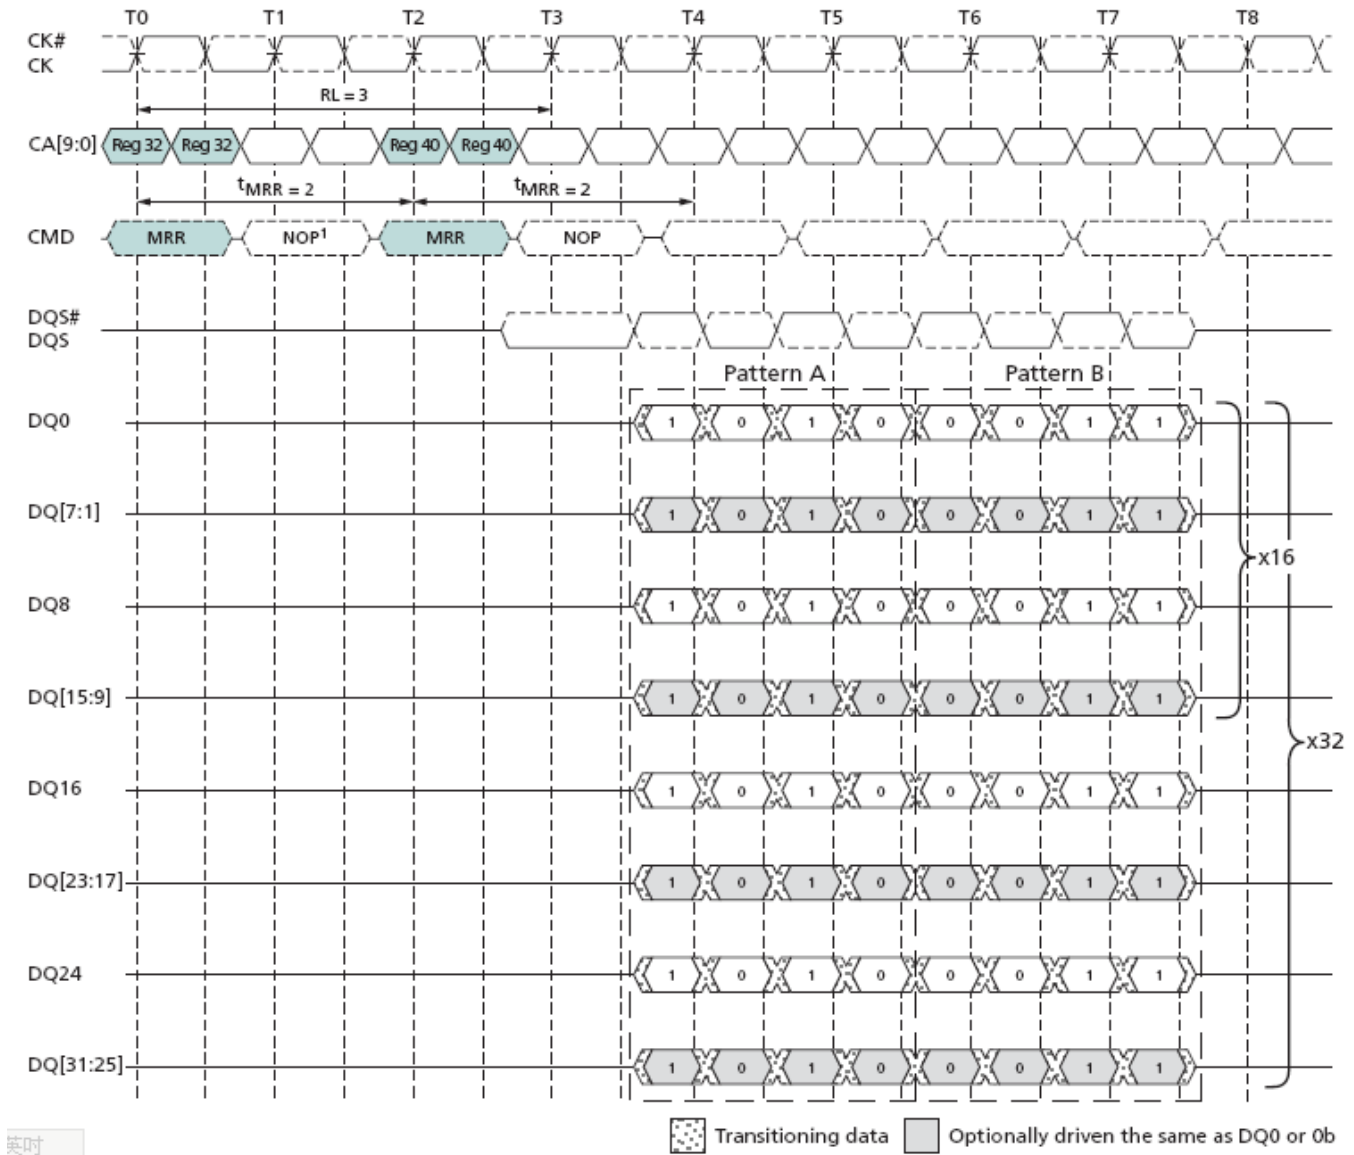 T0 T1 T2 T3 T4 T5 T6 T7 T8
CK#
CK
RL = 3
CA[9:0] Reg 32 Reg 32 Reg 40 Reg 40
tMRR = 2 tMRR = 2
CMD MRR NOP1 MRR NOP
DQS#
DQS
Pattern A Pattern B
DQ0 1 0 1 0 0 0 1 1
DQ[7:1] 1 0 1 0 0 0 1 1
x16
DQ8 1 0 1 0 0 0 1 1
DQ[15:9] 1 0 1 0 0 0 1 1
x32
DQ16 1 0 1 0 0 0 1 1
DQ[23:17] 1 0 1 0 0 0 1 1
DQ24 1 0 1 0 0 0 1 1
DQ[31:25] 1 0 1 0 0 0 1 1
Transitioning data Optionally driven the same as DQ0 or 0b
英吋